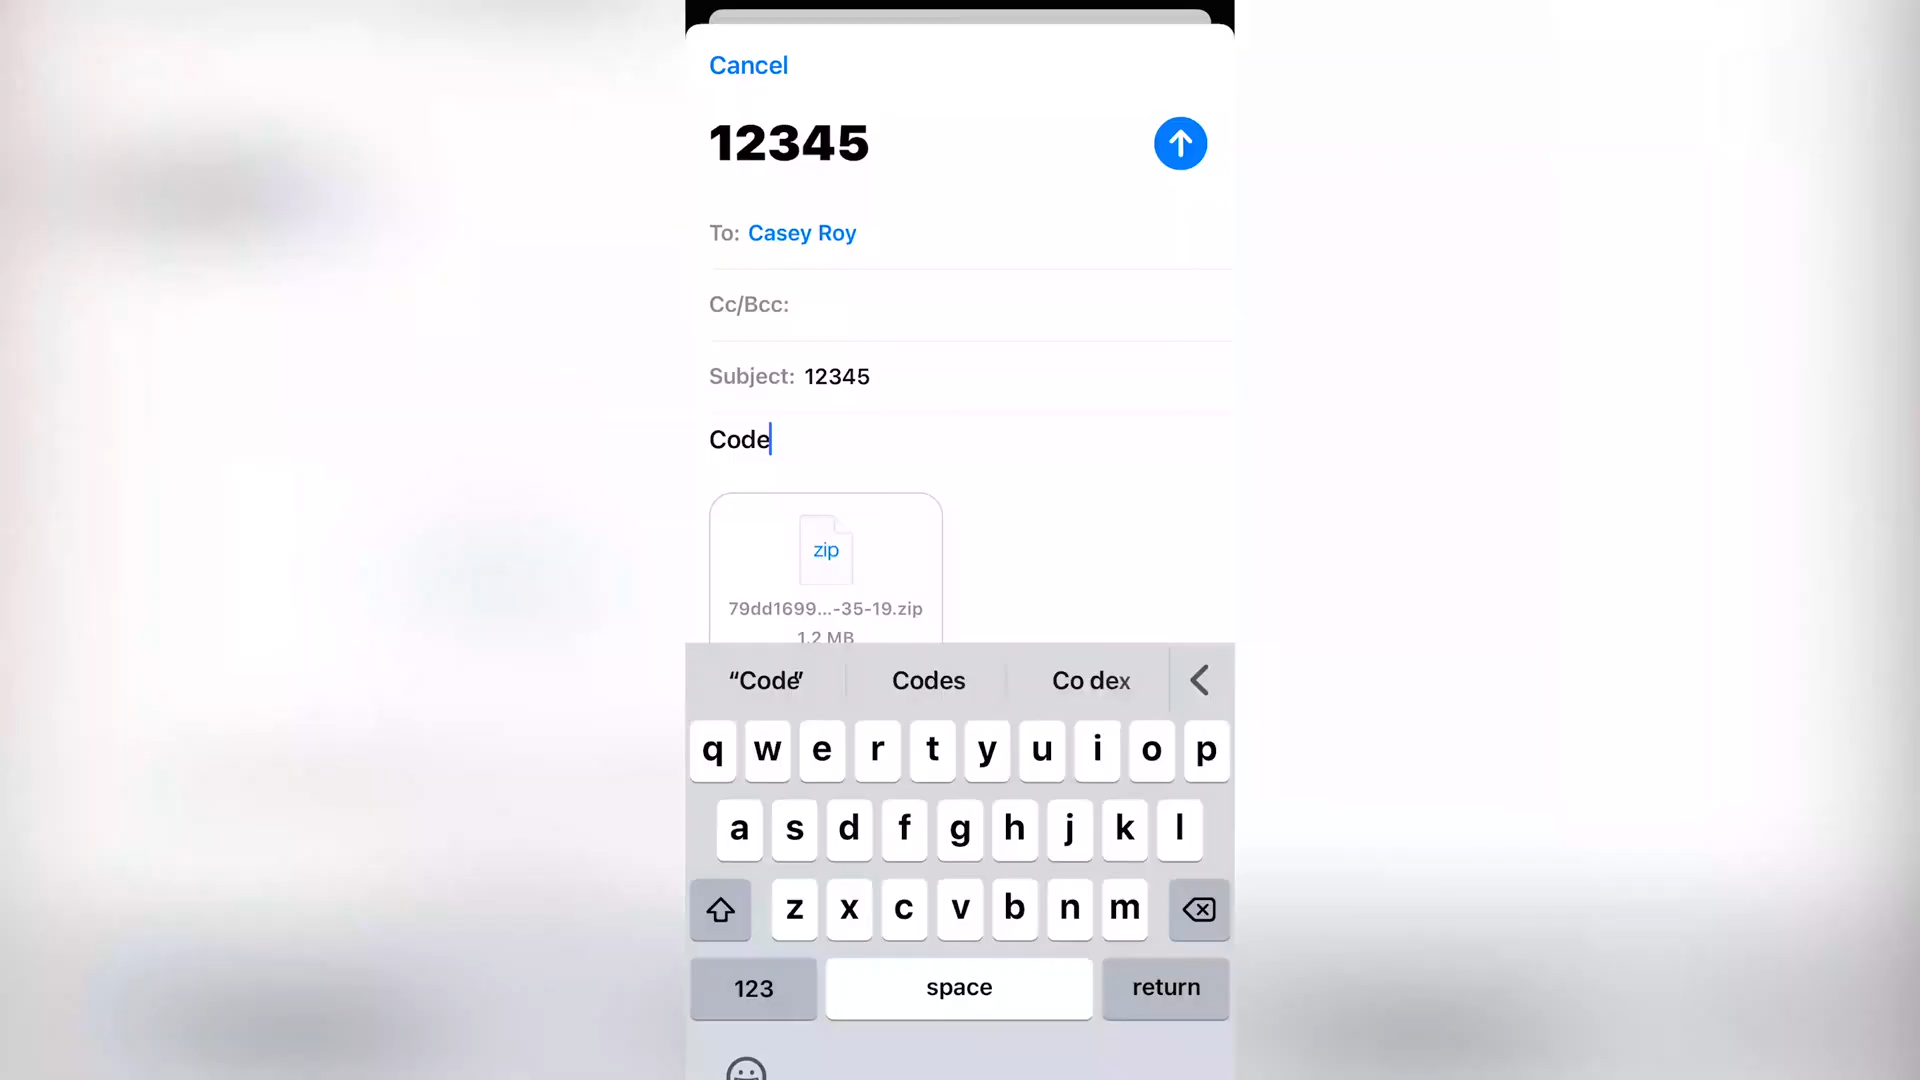 Cancel
12345
To: Casey Roy
Cc/Bcc:
Subject: 12345
Code
zip
79dd1699...-35-19.zip
1.2 MB
“Code” Codes Co dex
q w e r t y u i o p
a s d f g h j k l
z x c v b n m
123 space return